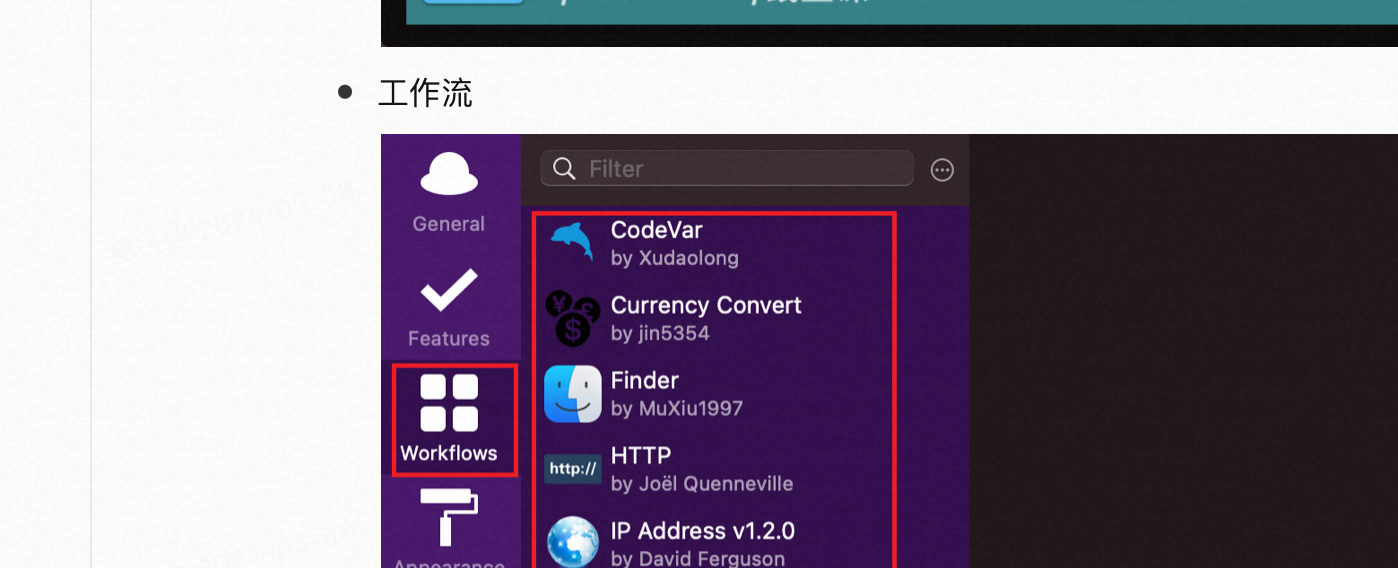 工作流
Filter
General
Features
Workflows
Appearance
CodeVar
by Xudaolong
Currency Convert
by jin5354
Finder
by MuXiu1997
http://
HTTP
by Joël Quenneville
IP Address v1.2.0
by David Ferguson